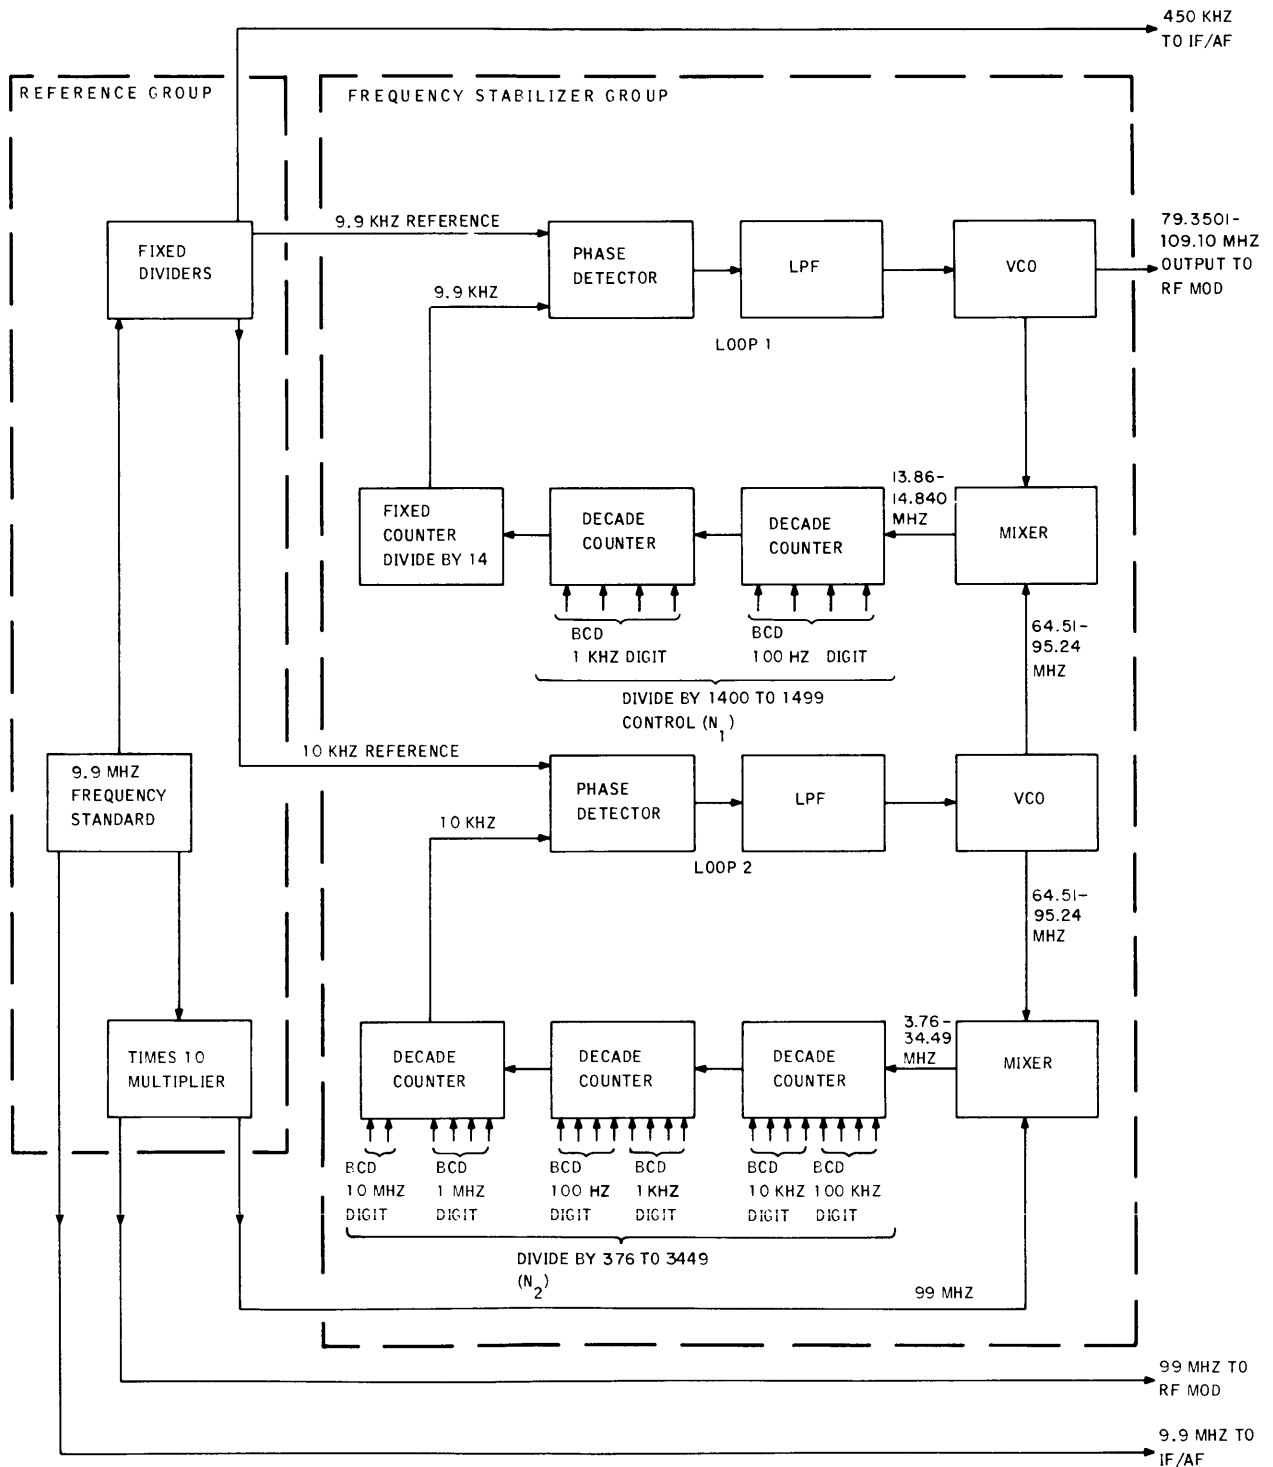 450 KHZ
TO IF/AF
REFERENCE GROUP
FREQUENCY STABILIZER GROUP
FIXED
DIVIDERS
9.9 KHZ REFERENCE
9.9 KHZ
PHASE
DETECTOR
LPF
VCO
79.3501-
109.10 MHZ
OUTPUT TO
RF MOD
LOOP 1
FIXED
COUNTER
DIVIDE BY 14
DECADE
COUNTER
DECADE
COUNTER
13.86-
14.840
MHZ
MIXER
BCD
1 KHZ DIGIT
BCD
100 HZ DIGIT
64.51-
95.24
MHZ
DIVIDE BY 1400 TO 1499
CONTROL (N1)
10 KHZ REFERENCE
9.9 MHZ
FREQUENCY
STANDARD
10 KHZ
PHASE
DETECTOR
LPF
VCO
LOOP 2
64.51-
95.24
MHZ
TIMES 10
MULTIPLIER
DECADE
COUNTER
DECADE
COUNTER
DECADE
COUNTER
3.76-
34.49
MHZ
MIXER
BCD
10 MHZ
DIGIT
BCD
1 MHZ
DIGIT
BCD
100 HZ
DIGIT
BCD
1 KHZ
DIGIT
BCD
10 KHZ
DIGIT
BCD
100 KHZ
DIGIT
DIVIDE BY 376 TO 3449
(N2)
99 MHZ
99 MHZ TO
RF MOD
9.9 MHZ TO
IF/AF